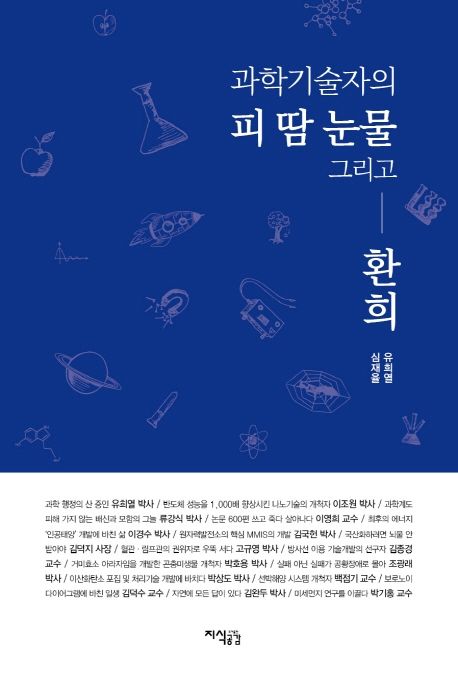 과학기술자의
피 땀 눈물
그리고
환희
유희열
심재율
과학 행정의 산 증인 유희열 박사 / 반도체 성능을 1,000배 향상시킨 나노기술의 개척자 이조원 박사 / 과학계도
피해 가지 않는 배신과 모함의 그늘 류강식 박사 / 논문 600편 쓰고 죽다 살아나다 이영희 교수 / 최후의 에너지
'인공태양' 개발에 바친 삶 이경수 박사 / 원자력발전소의 핵심 MMIS의 개발 김국헌 박사 / 국산화하려면 뇌물 안
받아야 김덕지 사장 / 혈관·림프관의 권위자로 우뚝 서다 고규영 박사 / 방사선 이용 기술개발의 선구자 김종경
교수 / 거미효소 아라자임을 개발한 곤충미생물 개척자 박호용 박사 / 실패 아닌 실패가 공황장애로 몰아 조광래
박사 / 이산화탄소 포집 및 처리기술 개발에 바치다 박상도 박사 / 선박해양 시스템 개척자 백점기 교수 / 보로노이
다이어그램에 바친 일생 김덕수 교수 / 자연에 모든 답이 있다 김완두 박사 / 미세먼지 연구를 이끌다 박기홍 교수
지식공감